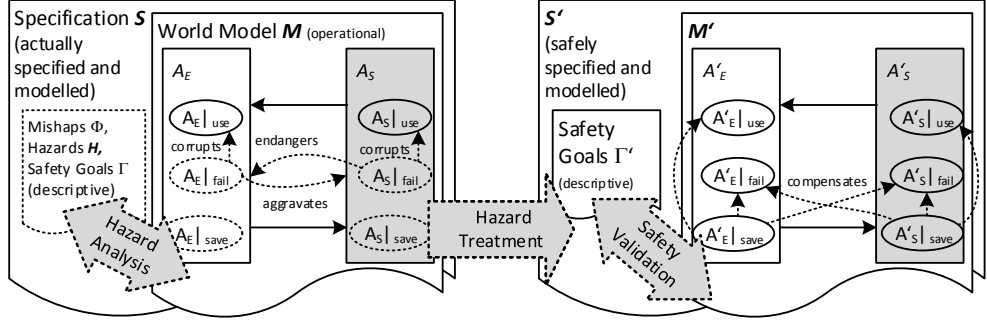 Specification S
(actually
specified and
modelled)
Mishaps Φ,
Hazards H,
Safety Goals Γ
(descriptive)
Hazard
Analysis
World Model M (operational)
A_E
A_S
A_E|use
A_S|use
corrupts
endangers
corrupts
A_E|fail
A_S|fail
aggravates
A_E|save
A_S|save
Hazard
Treatment
S‘
(safely
specified and
modelled)
Safety
Goals Γ‘
(descriptive)
Safety
Validation
M‘
A‘_E
A‘_S
A‘_E|use
A‘_S|use
A‘_E|fail
compensates
A‘_S|fail
A‘_E|save
A‘_S|save